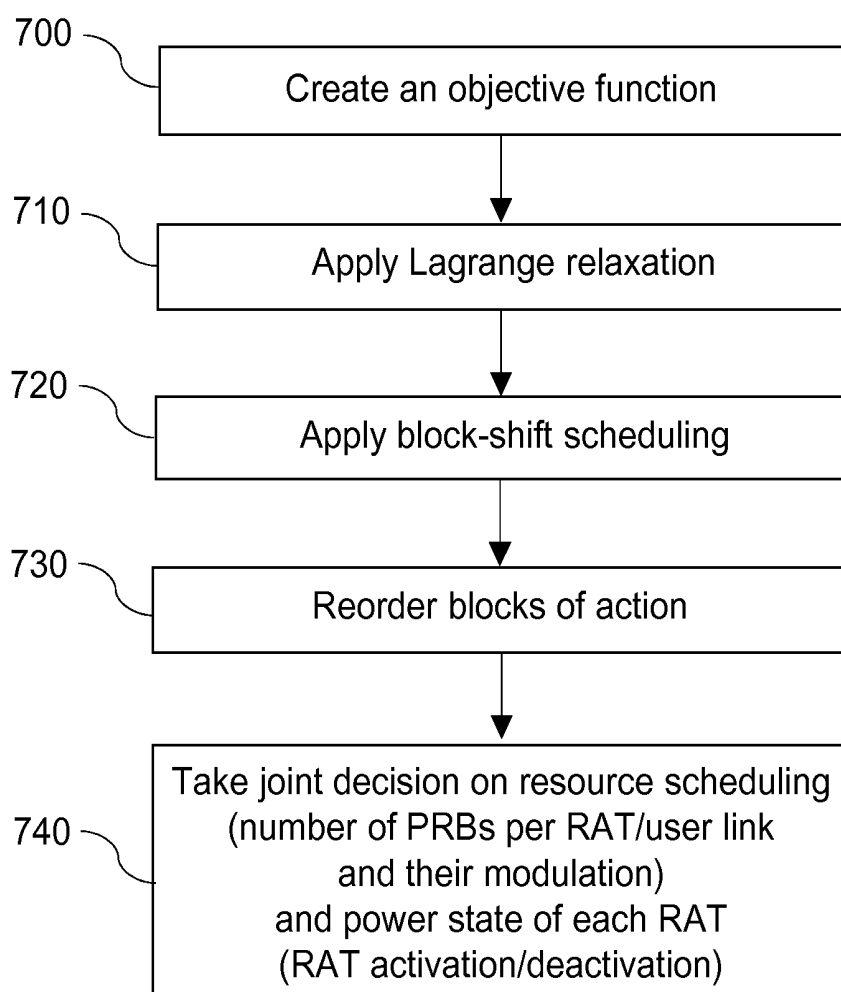 700
Create an objective function
710
Apply Lagrange relaxation
720
Apply block-shift scheduling
730
Reorder blocks of action
740
Take joint decision on resource scheduling
(number of PRBs per RAT/user link
and their modulation)
and power state of each RAT
(RAT activation/deactivation)